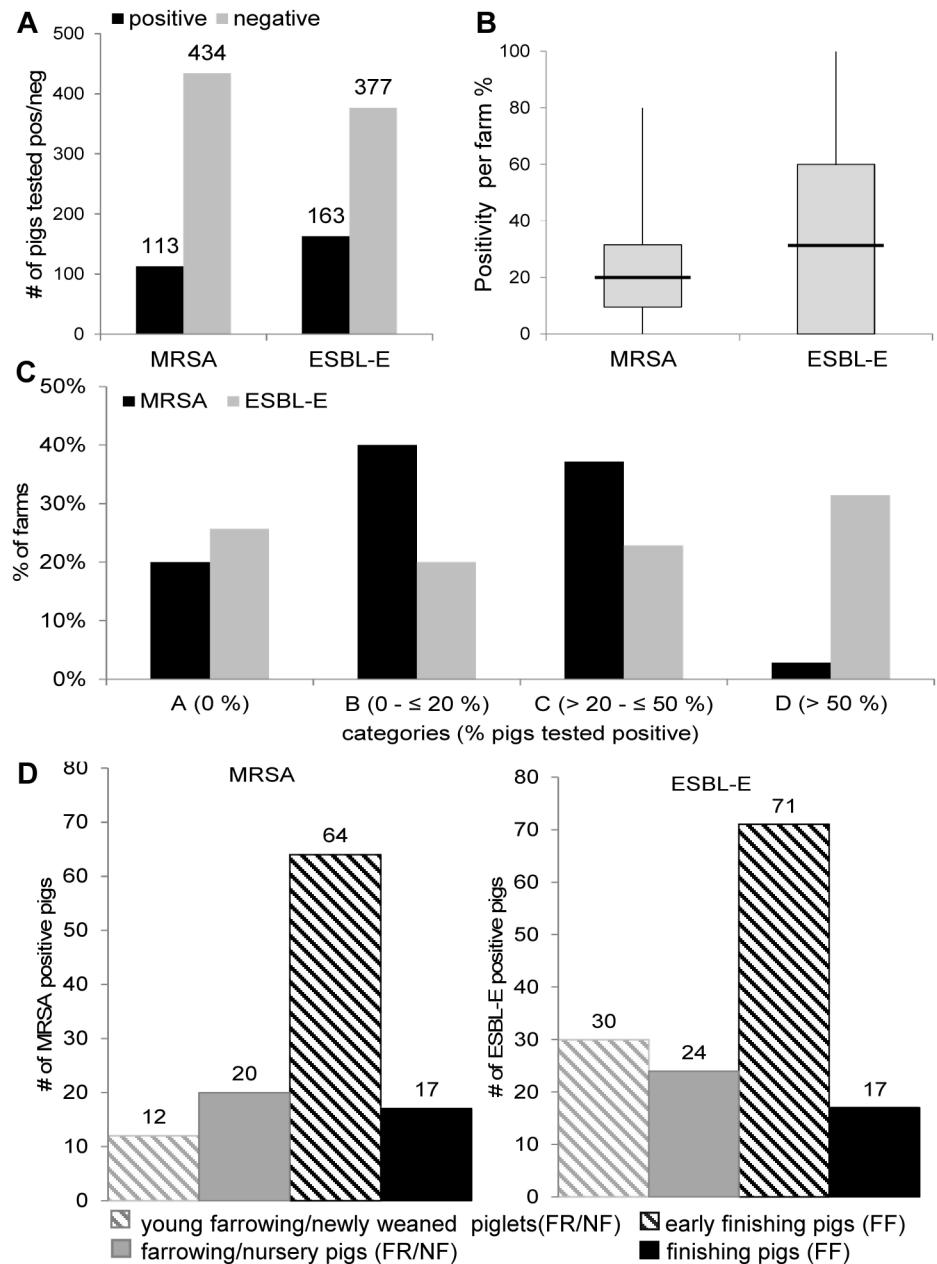 A
positive negative
# of pigs tested pos/neg
500
400
300
200
100
0
434
377
163
113
MRSA ESBL-E
B
Positivity per farm %
100
80
60
40
20
0
MRSA ESBL-E
C
% of farms
50%
40%
30%
20%
10%
0%
MRSA ESBL-E
A (0 %) B (0 - ≤ 20 %) C (> 20 - ≤ 50 %) D (> 50 %)
categories (% pigs tested positive)
D
MRSA
# of MRSA positive pigs
80
70
60
50
40
30
20
10
0
12
20
64
17
ESBL-E
# of ESBL-E positive pigs
80
70
60
50
40
30
20
10
0
30
24
71
17
young farrowing/newly weaned piglets(FR/NF) early finishing pigs (FF)
farrowing/nursery pigs (FR/NF) finishing pigs (FF)